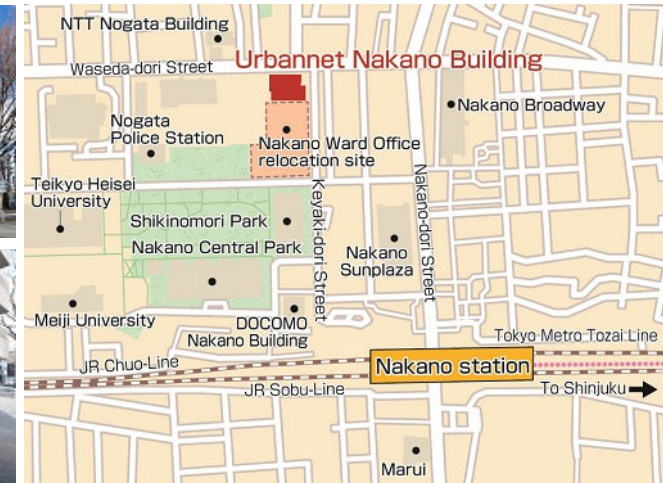 NTT Nogata Building
Waseda-dori Street
Urbannet Nakano Building
Nakano Broadway
Nogata
Police Station
Nakano Ward Office
relocation site
Teikyo Heisei
University
Shikinomori Park
Nakano Central Park
Keyaki-dori Street
Nakano
Sunplaza
Nakano-dori Street
Meiji University
DOCOMO
Nakano Building
Tokyo Metro Tozai Line
JR Chuo-Line
Nakano station
JR Sobu-Line
To Shinjuku
Marui